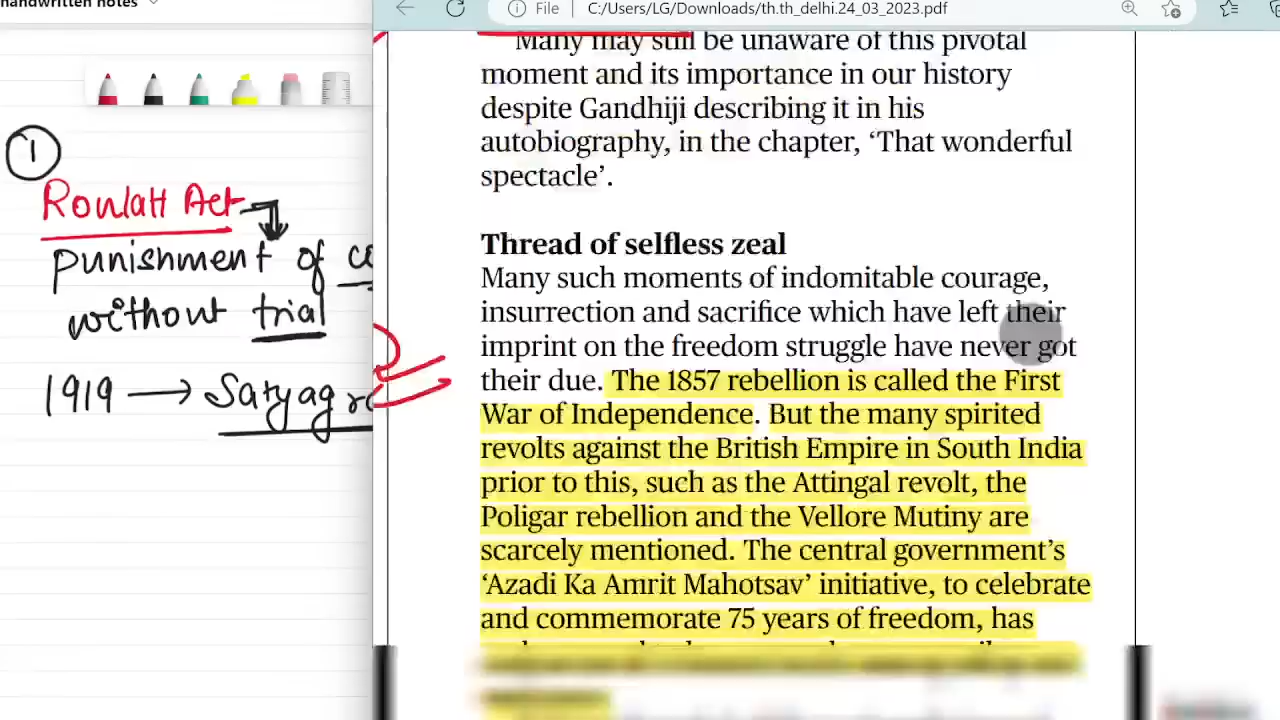 handwritten notes
File
C:/Users/LG/Downloads/th.th_delhi.24_03_2023.pdf
1
Rowlatt Act
punishment of
without trial
1919 → Satyagra
Many may still be unaware of this pivotal
moment and its importance in our history
despite Gandhiji describing it in his
autobiography, in the chapter, ‘That wonderful
spectacle’.
Thread of selfless zeal
Many such moments of indomitable courage,
insurrection and sacrifice which have left their
imprint on the freedom struggle have never got
their due. The 1857 rebellion is called the First
War of Independence. But the many spirited
revolts against the British Empire in South India
prior to this, such as the Attingal revolt, the
Poligar rebellion and the Vellore Mutiny are
scarcely mentioned. The central government’s
‘Azadi Ka Amrit Mahotsav’ initiative, to celebrate
and commemorate 75 years of freedom, has